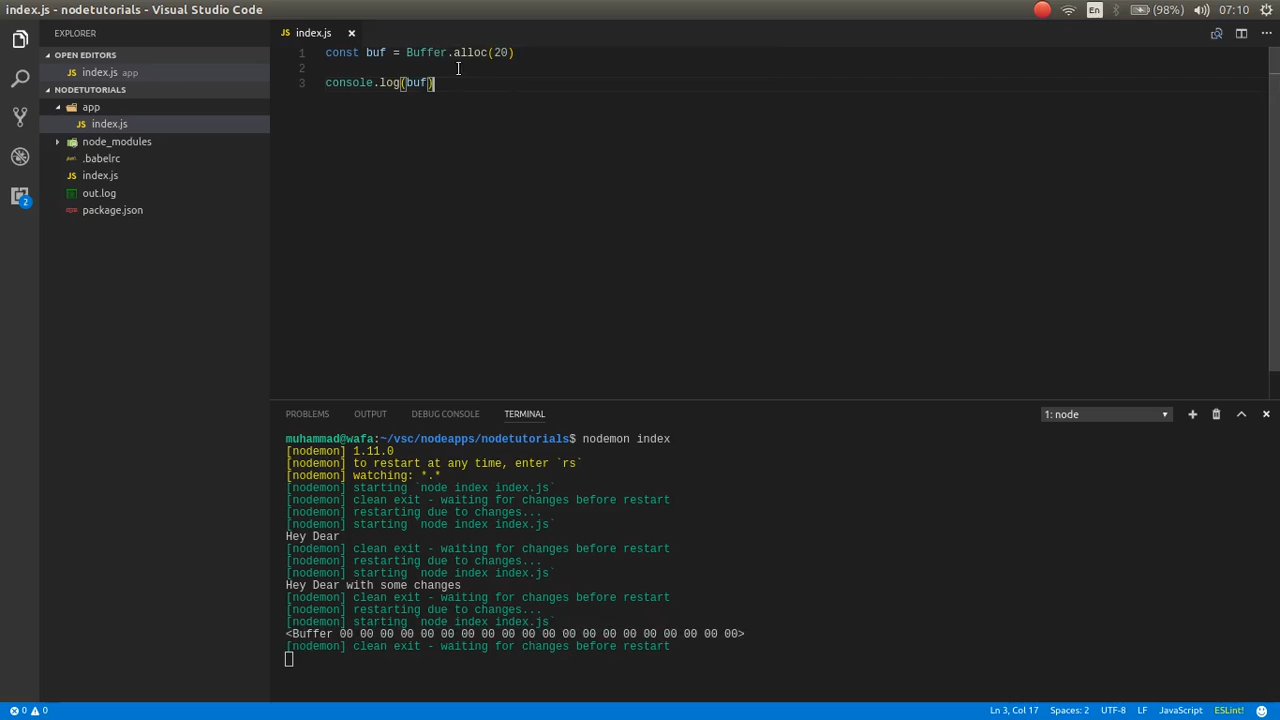 index.js - nodetutorials - Visual Studio Code
En
(98%)
07:10
EXPLORER
OPEN EDITORS
JS index.js app
NODETUTORIALS
app
JS index.js
node_modules
.babelrc
JS index.js
out.log
package.json
2
JS index.js
1 const buf = Buffer.alloc(20)
2
3 console.log(buf)
PROBLEMS OUTPUT DEBUG CONSOLE TERMINAL
1: node
muhammad@wafa:~/vsc/nodeapps/nodetutorials$ nodemon index
[nodemon] 1.11.0
[nodemon] to restart at any time, enter `rs`
[nodemon] watching: *.*
[nodemon] starting `node index index.js`
[nodemon] clean exit - waiting for changes before restart
[nodemon] restarting due to changes...
[nodemon] starting `node index index.js`
Hey Dear
[nodemon] clean exit - waiting for changes before restart
[nodemon] restarting due to changes...
[nodemon] starting `node index index.js`
Hey Dear with some changes
[nodemon] clean exit - waiting for changes before restart
[nodemon] restarting due to changes...
[nodemon] starting `node index index.js`
<Buffer 00 00 00 00 00 00 00 00 00 00 00 00 00 00 00 00 00 00 00 00>
[nodemon] clean exit - waiting for changes before restart
0 0
Ln 3, Col 17 Spaces: 2 UTF-8 LF JavaScript ESLint!